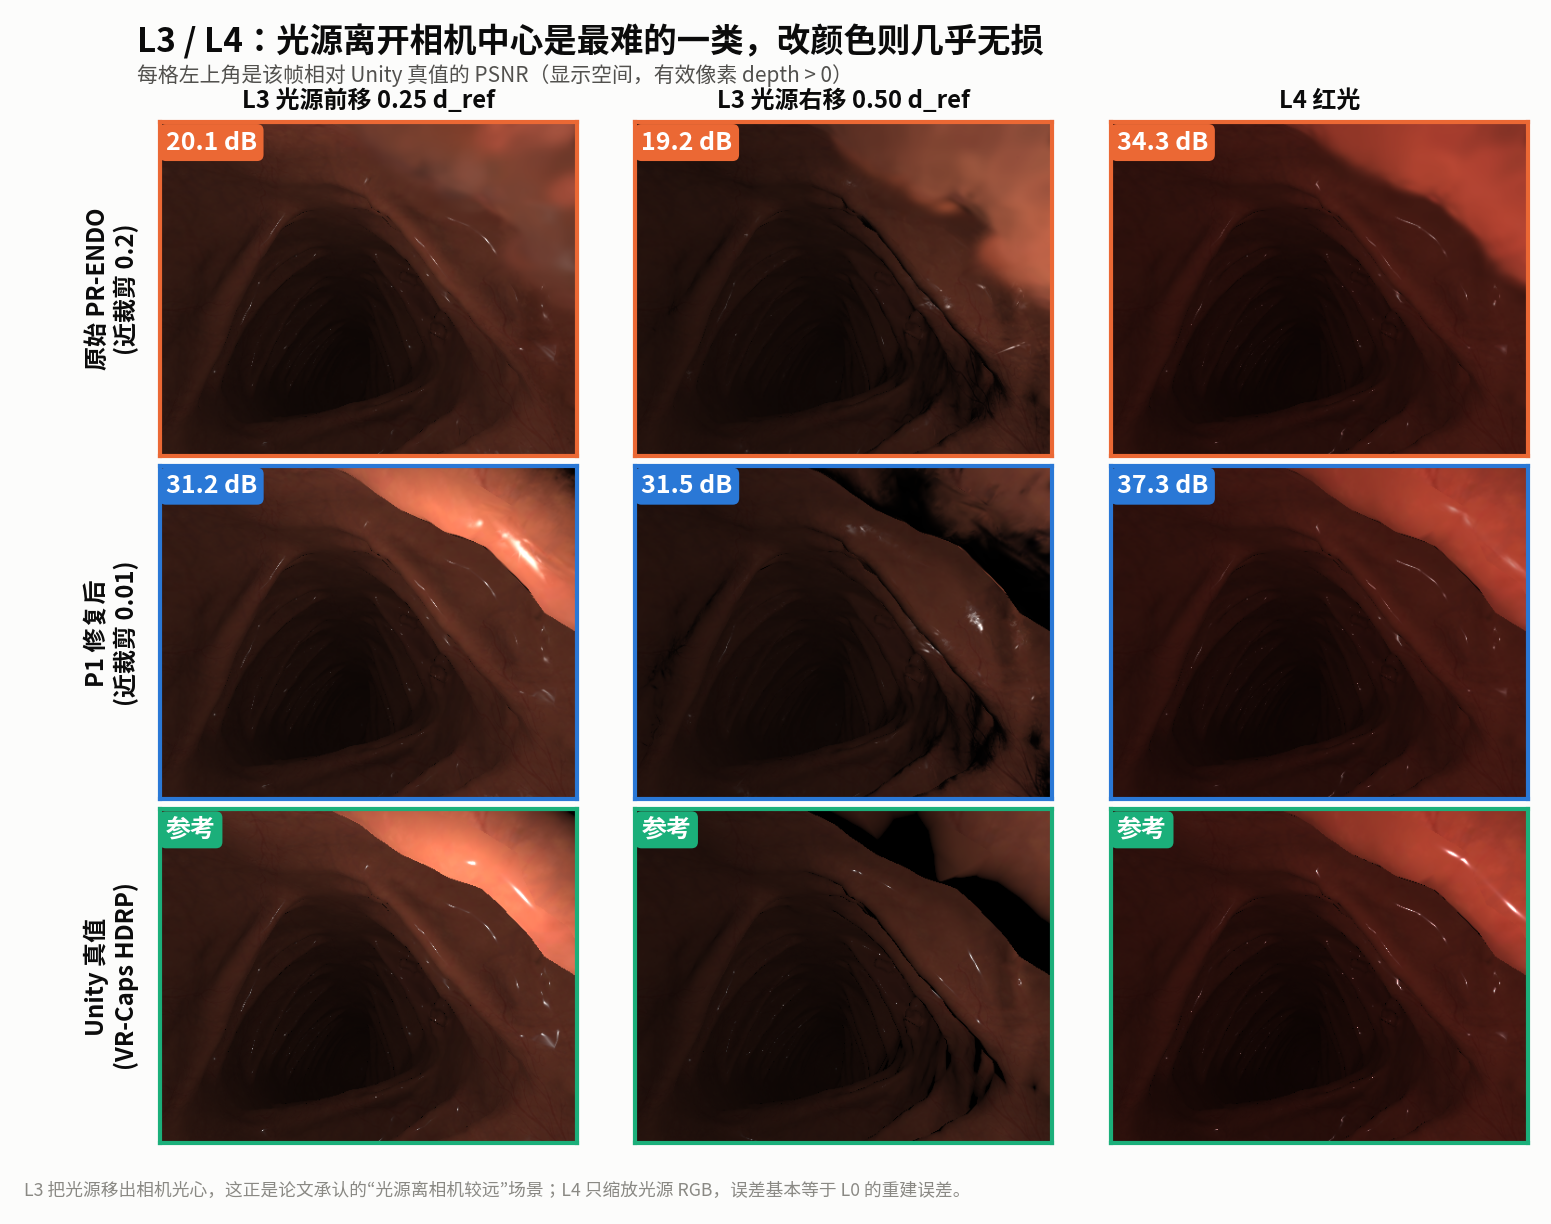 L3 / L4：光源离开相机中心是最难的一类，改颜色则几乎无损
每格左上角是该帧相对 Unity 真值的 PSNR（显示空间，有效像素 depth > 0）
L3 光源前移 0.25 d_ref
L3 光源右移 0.50 d_ref
L4 红光
原始 PR-ENDO
(近裁剪 0.2)
20.1 dB
19.2 dB
34.3 dB
P1 修复后
(近裁剪 0.01)
31.2 dB
31.5 dB
37.3 dB
Unity 真值
(VR-Caps HDRP)
参考
参考
参考
L3 把光源移出相机光心，这正是论文承认的“光源离相机较远”场景；L4 只缩放光源 RGB，误差基本等于 L0 的重建误差。